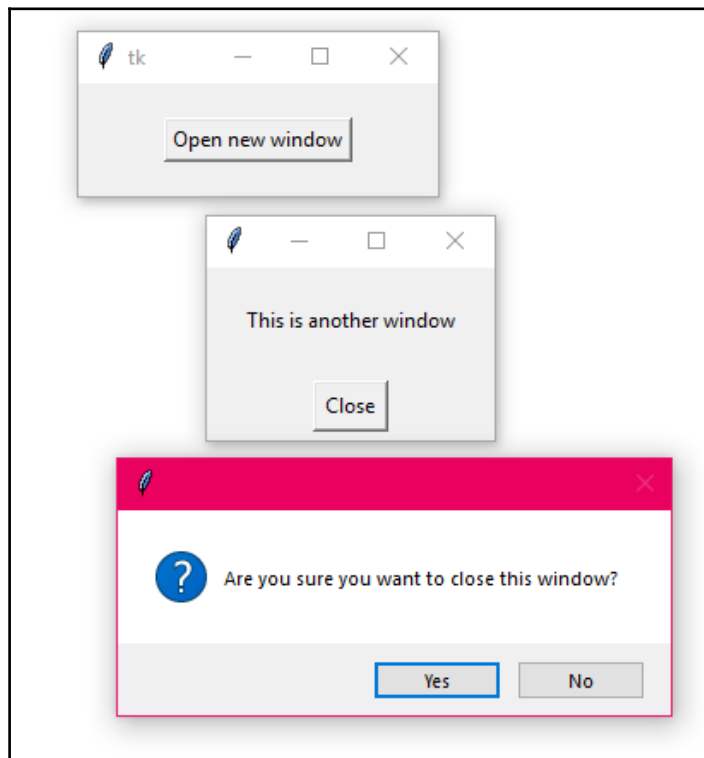 tk
Open new window
This is another window
Close
Are you sure you want to close this window?
Yes No